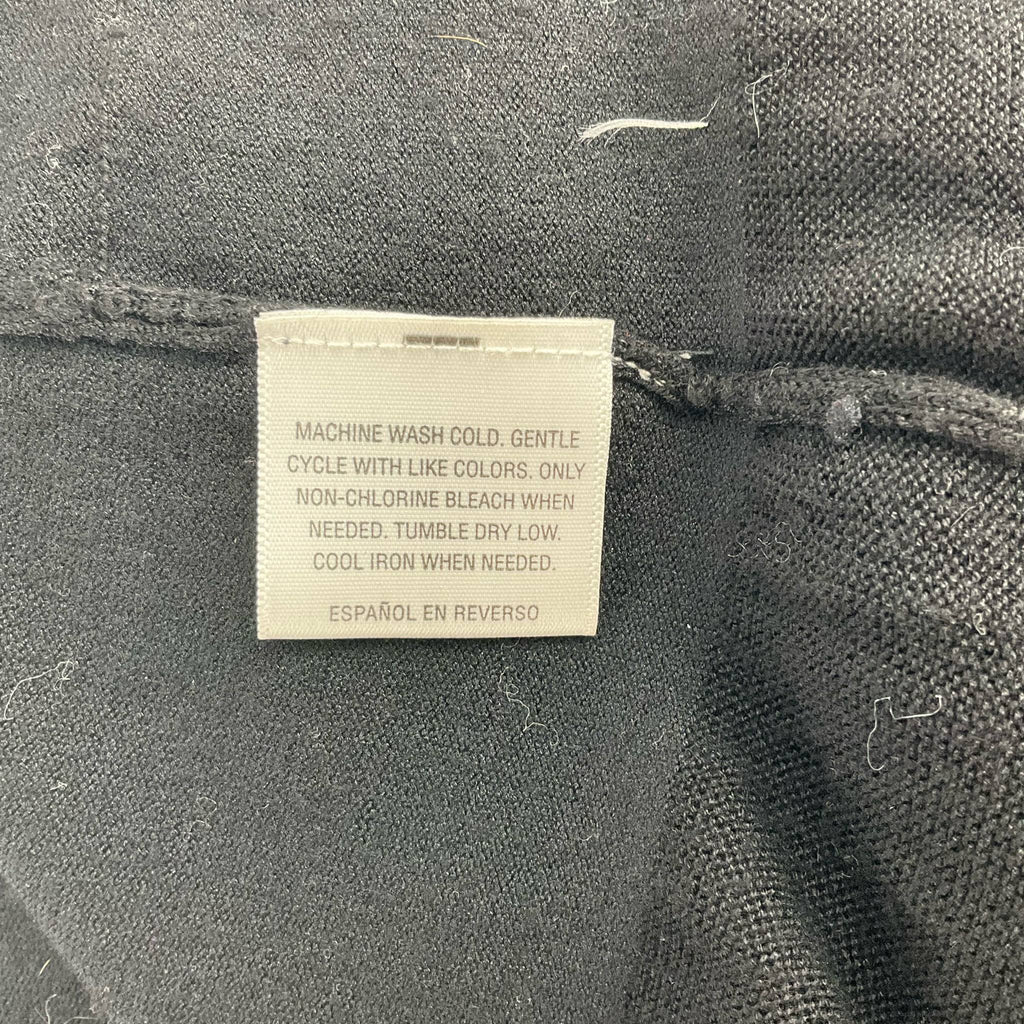 MACHINE WASH COLD. GENTLE
CYCLE WITH LIKE COLORS. ONLY
NON-CHLORINE BLEACH WHEN
NEEDED. TUMBLE DRY LOW.
COOL IRON WHEN NEEDED.
ESPAÑOL EN REVERSO